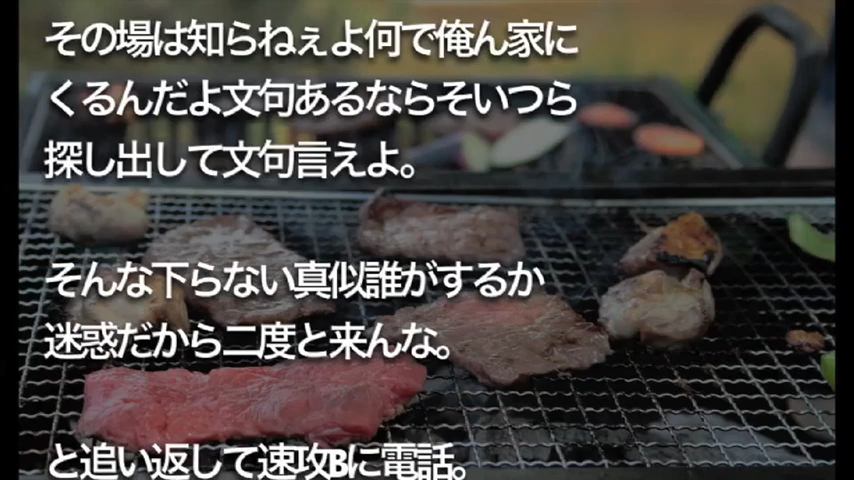 その場は知らねぇよ何で俺ん家に
くるんだよ文句あるならそいつら
探し出して文句言えよ。
そんな下らない真似誰がするか
迷惑だから二度と来んな。
と追い返して速攻Bに電話。